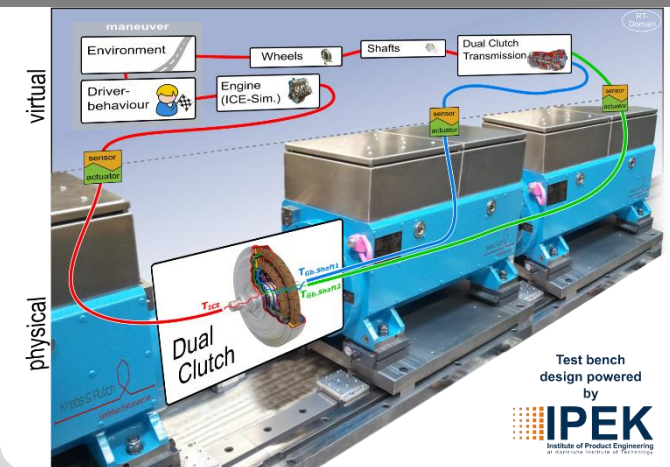 maneuver
RT-
Domain
virtual
Environment
Wheels
Shafts
Dual Clutch
Transmission
Driver-
behaviour
Engine
(ICE-Sim.)
sensor
actuator
sensor
actuator
sensor
actuator
physical
T_ICE
T_Gb.Shaft1
T_Gb.Shaft2
Dual
Clutch
Krebs & Aulich
Test bench
design powered
by
IPEK
Institute of Product Engineering
at Karlsruhe Institute of Technology